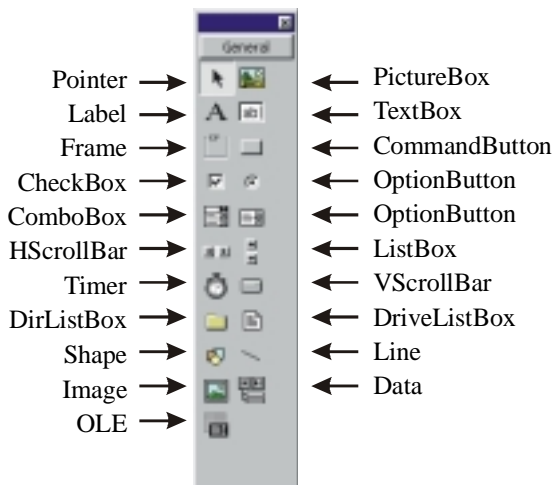 General
Pointer PictureBox
Label A ab TextBox
Frame CommandButton
CheckBox OptionButton
ComboBox OptionButton
HScrollBar ListBox
Timer VScrollBar
DirListBox DriveListBox
Shape Line
Image Data
OLE